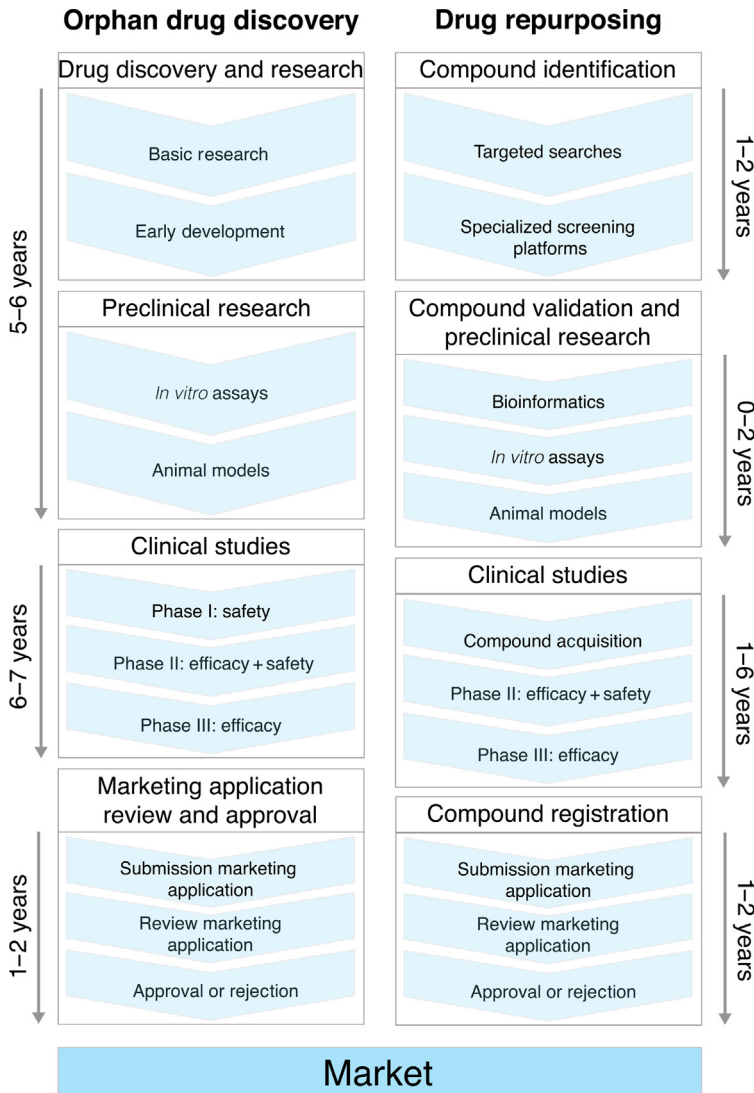 Orphan drug discovery
Drug discovery and research
Basic research
Early development
5–6 years
Preclinical research
In vitro assays
Animal models
Clinical studies
6–7 years
Phase I: safety
Phase II: efficacy + safety
Phase III: efficacy
Marketing application
review and approval
1–2 years
Submission marketing
application
Review marketing
application
Approval or rejection
Drug repurposing
Compound identification
Targeted searches
Specialized screening
platforms
1–2 years
Compound validation and
preclinical research
Bioinformatics
In vitro assays
Animal models
0–2 years
Clinical studies
Compound acquisition
Phase II: efficacy + safety
Phase III: efficacy
1–6 years
Compound registration
Submission marketing
application
Review marketing
application
Approval or rejection
1–2 years
Market